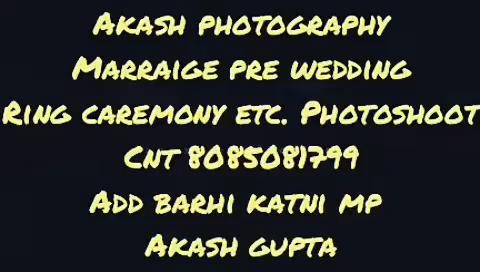 Akash photography
Marraige pre wedding
Ring caremony etc. Photoshoot
Cnt 8085081799
Add barhi katni mp
Akash gupta